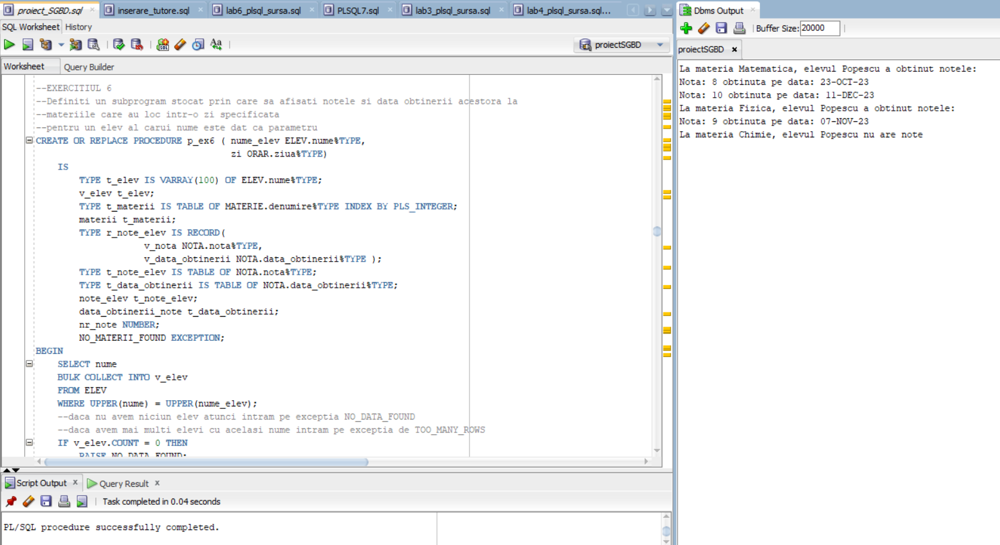 proiect_SGBD.sql
inserare_tutore.sql
lab6_plsql_sursa.sql
PLSQL7.sql
lab3_plsql_sursa.sql
lab4_plsql_sursa.sql...
SQL Worksheet History
proiectSGBD
Worksheet Query Builder
--EXERCITIUL 6
--Definiti un subprogram stocat prin care sa afisati notele si data obtinerii acestora la
--materiile care au loc intr-o zi specificata
--pentru un elev al carui nume este dat ca parametru
CREATE OR REPLACE PROCEDURE p_ex6 ( nume_elev ELEV.nume%TYPE,
zi ORAR.ziua%TYPE)
IS
TYPE t_elev IS VARRAY(100) OF ELEV.nume%TYPE;
v_elev t_elev;
TYPE t_materii IS TABLE OF MATERIE.denumire%TYPE INDEX BY PLS_INTEGER;
materii t_materii;
TYPE r_note_elev IS RECORD(
v_nota NOTA.nota%TYPE,
v_data_obtinerii NOTA.data_obtinerii%TYPE );
TYPE t_note_elev IS TABLE OF NOTA.nota%TYPE;
TYPE t_data_obtinerii IS TABLE OF NOTA.data_obtinerii%TYPE;
note_elev t_note_elev;
data_obtinerii_note t_data_obtinerii;
nr_note NUMBER;
NO_MATERII_FOUND EXCEPTION;
BEGIN
SELECT nume
BULK COLLECT INTO v_elev
FROM ELEV
WHERE UPPER(nume) = UPPER(nume_elev);
--daca nu avem niciun elev atunci intram pe exceptia NO_DATA_FOUND
--daca avem mai multi elevi cu acelasi nume intram pe exceptia de TOO_MANY_ROWS
IF v_elev.COUNT = 0 THEN
RAISE NO_DATA_FOUND;
Script Output x Query Result x
Task completed in 0.04 seconds
PL/SQL procedure successfully completed.
Dbms Output
Buffer Size: 20000
proiectSGBD
La materia Matematica, elevul Popescu a obtinut notele:
Nota: 8 obtinuta pe data: 23-OCT-23
Nota: 10 obtinuta pe data: 11-DEC-23
La materia Fizica, elevul Popescu a obtinut notele:
Nota: 9 obtinuta pe data: 07-NOV-23
La materia Chimie, elevul Popescu nu are note